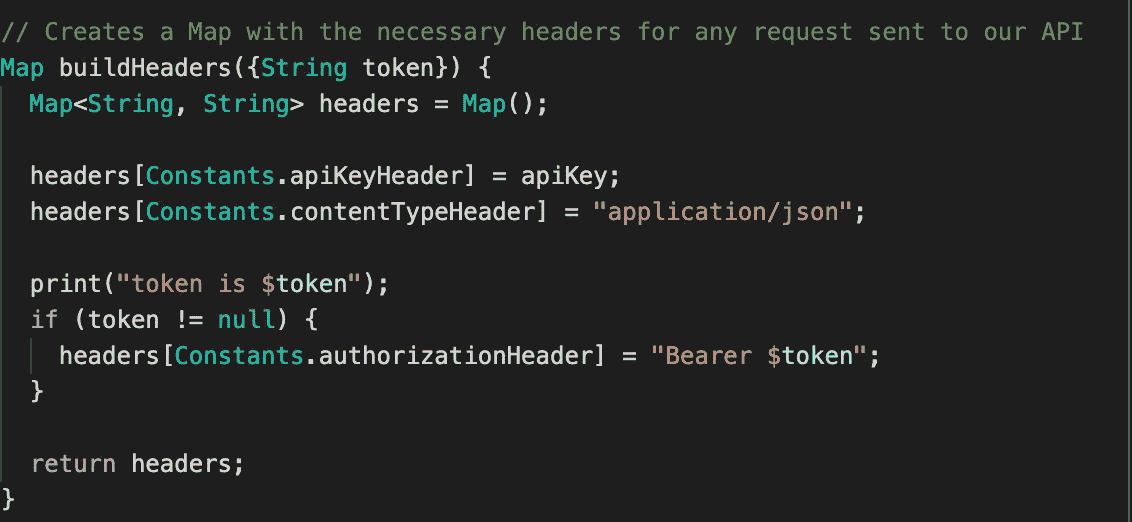 // Creates a Map with the necessary headers for any request sent to our API
Map buildHeaders({String token}) {
Map<String, String> headers = Map();
headers[Constants.apiKeyHeader] = apiKey;
headers[Constants.contentTypeHeader] = "application/json";
print("token is $token");
if (token != null) {
headers[Constants.authorizationHeader] = "Bearer $token";
}
return headers;
}